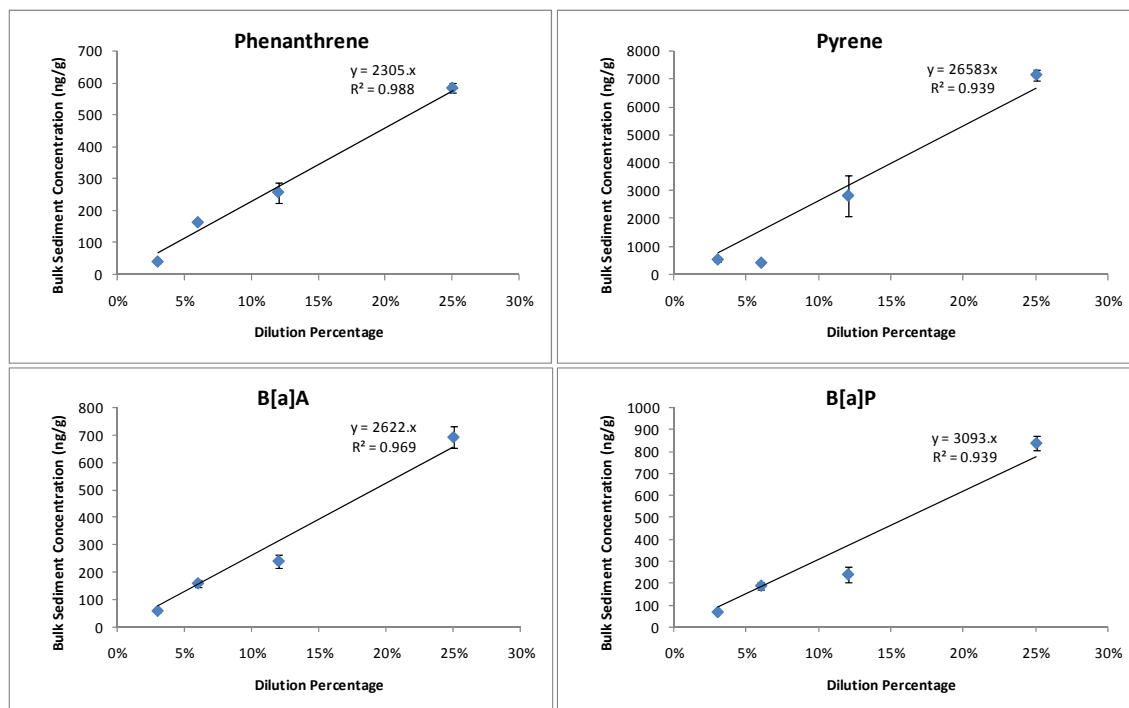 Phenanthrene
Bulk Sediment Concentration (ng/g)
700
600
500
400
300
200
100
0
y = 2305.x
R² = 0.988
0% 5% 10% 15% 20% 25% 30%
Dilution Percentage
Pyrene
Bulk Sediment Concentration (ng/g)
8000
7000
6000
5000
4000
3000
2000
1000
0
y = 26583x
R² = 0.939
0% 5% 10% 15% 20% 25% 30%
Dilution Percentage
B[a]A
Bulk Sediment Concentration (ng/g)
800
700
600
500
400
300
200
100
0
y = 2622.x
R² = 0.969
0% 5% 10% 15% 20% 25% 30%
Dilution Percentage
B[a]P
Bulk Sediment Concentration (ng/g)
1000
900
800
700
600
500
400
300
200
100
0
y = 3093.x
R² = 0.939
0% 5% 10% 15% 20% 25% 30%
Dilution Percentage